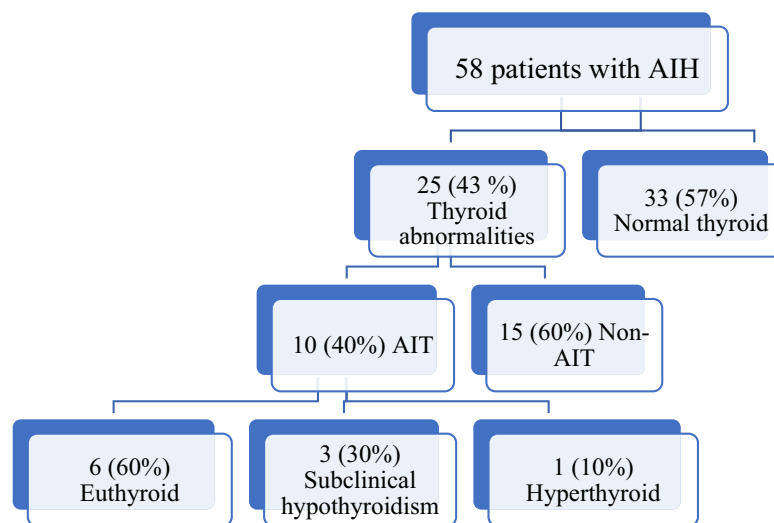 58 patients with AIH
25 (43 %)
Thyroid
abnormalities
33 (57%)
Normal thyroid
10 (40%) AIT
15 (60%) Non-
AIT
6 (60%)
Euthyroid
3 (30%)
Subclinical
hypothyroidism
1 (10%)
Hyperthyroid